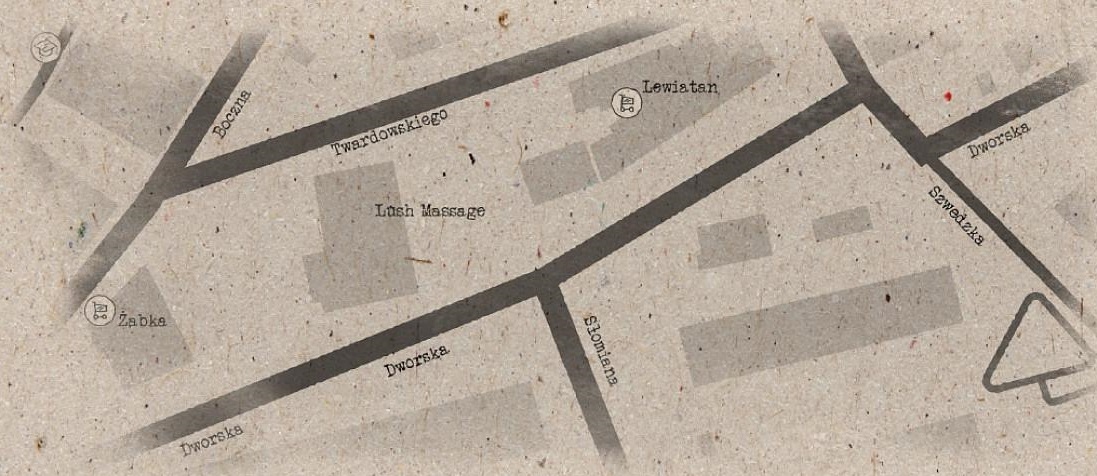 Boczna
Twardowskiego
Lewiatan
Dworska
Lush Massage
Szwedzka
Żabka
Słomiana
Dworska
Dworska